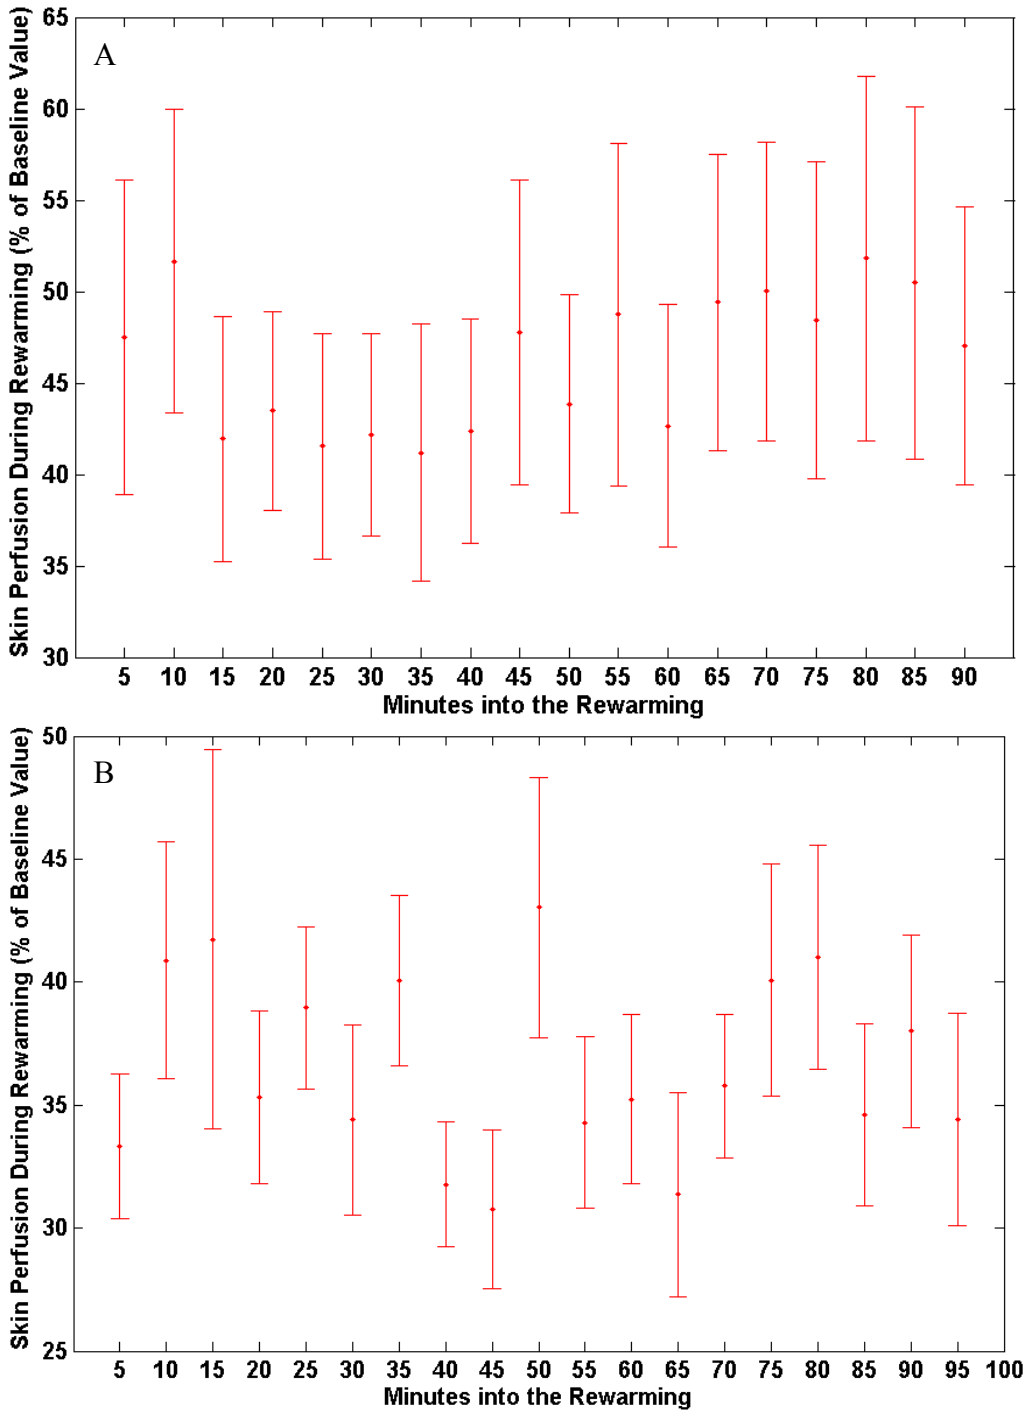 A
Skin Perfusion During Rewarming (% of Baseline Value)
65
60
55
50
45
40
35
30
5 10 15 20 25 30 35 40 45 50 55 60 65 70 75 80 85 90
Minutes into the Rewarming
B
Skin Perfusion During Rewarming (% of Baseline Value)
50
45
40
35
30
25
5 10 15 20 25 30 35 40 45 50 55 60 65 70 75 80 85 90 95 100
Minutes into the Rewarming